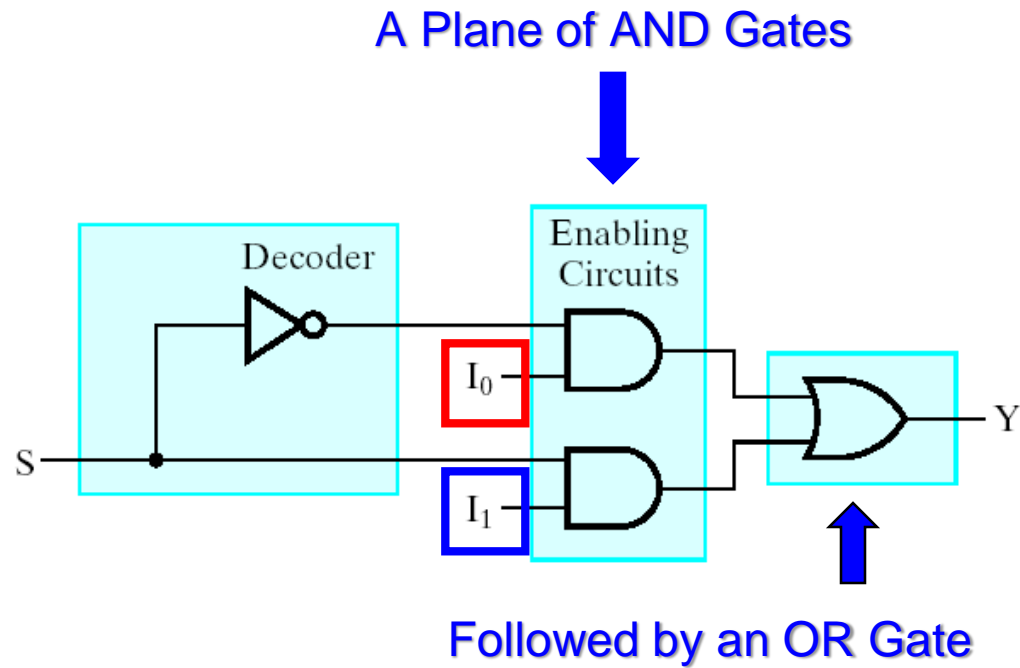 A Plane of AND Gates
Decoder
Enabling
Circuits
I₀
S
I₁
Y
Followed by an OR Gate